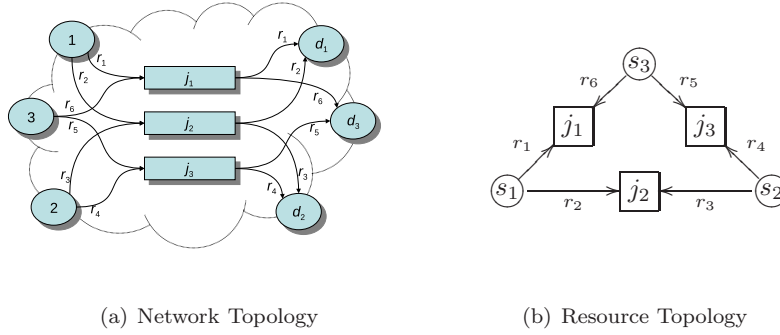 1
r1
r2
3
r6
r5
r3
2
r4
j1
j2
j3
r1
d1
r2
r6
d3
r5
r3
r4
d2
s3
r6
r5
j1
j3
r1
r4
s1
j2
s2
r2
r3
(a) Network Topology
(b) Resource Topology